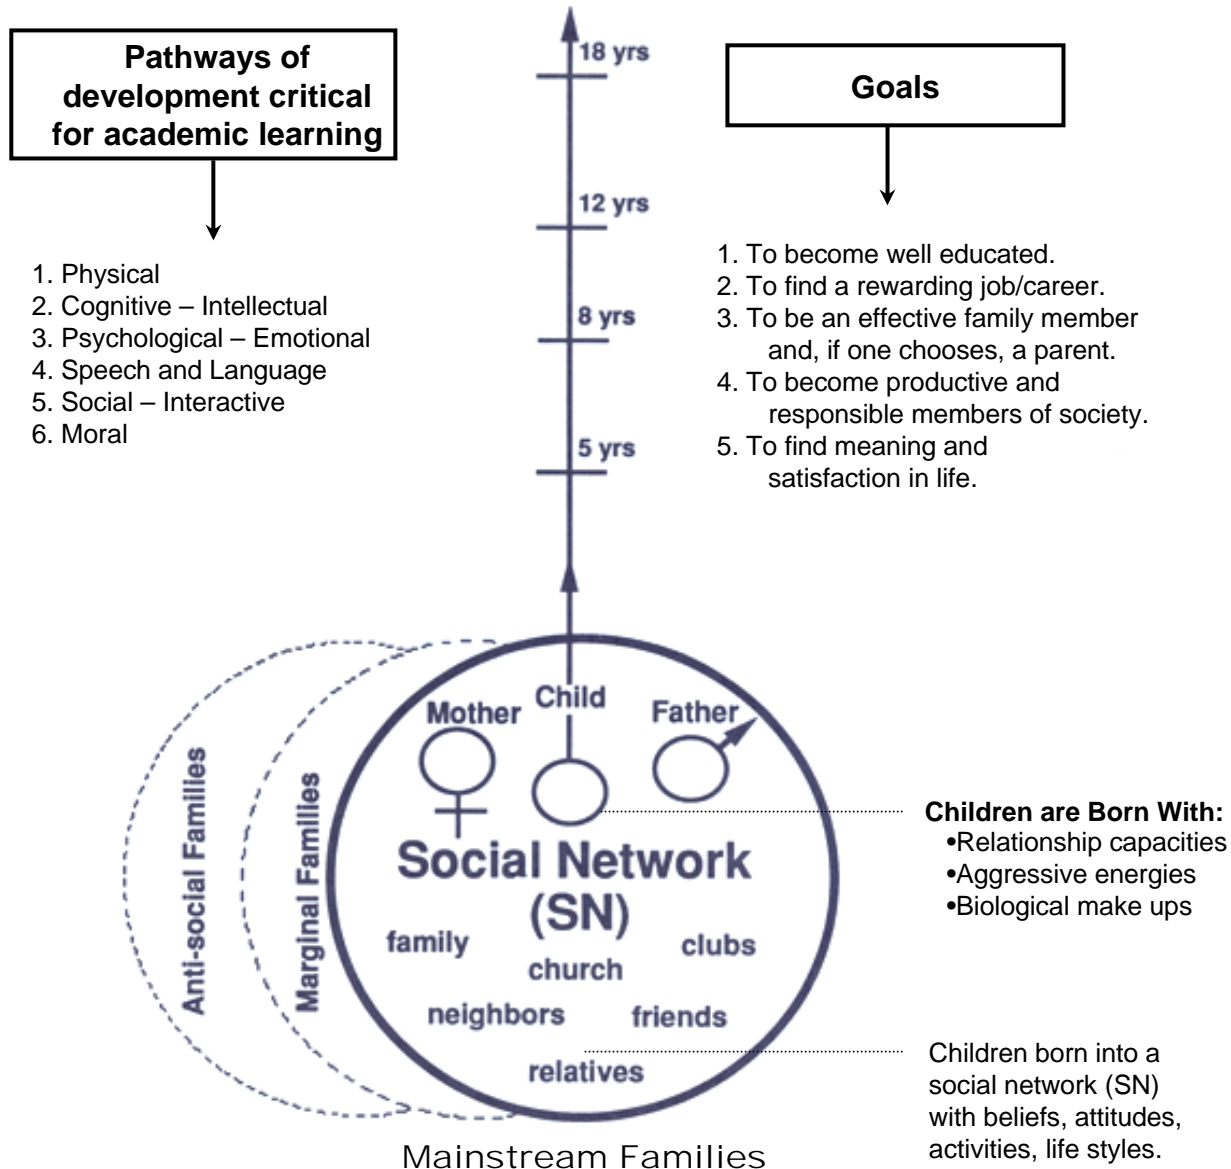 Pathways of
development critical
for academic learning
1. Physical
2. Cognitive – Intellectual
3. Psychological – Emotional
4. Speech and Language
5. Social – Interactive
6. Moral
18 yrs
12 yrs
8 yrs
5 yrs
Goals
1. To become well educated.
2. To find a rewarding job/career.
3. To be an effective family member
and, if one chooses, a parent.
4. To become productive and
responsible members of society.
5. To find meaning and
satisfaction in life.
Anti-social Families
Marginal Families
Mother
Child
Father
Social Network
(SN)
family
church
clubs
neighbors
friends
relatives
Mainstream Families
Children are Born With:
•Relationship capacities
•Aggressive energies
•Biological make ups
Children born into a
social network (SN)
with beliefs, attitudes,
activities, life styles.